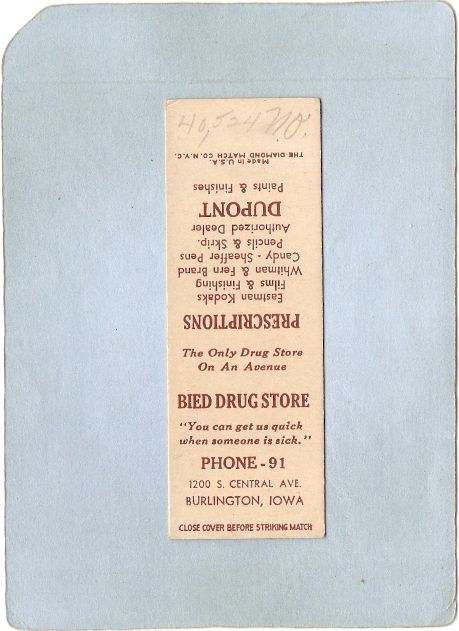 40,524 No.
Made in U.S.A.
THE DIAMOND MATCH CO. N.Y.C.
PRESCRIPTIONS
Eastman Kodaks
Films & Finishing
Whitman & Fern Brand
Candy - Sheaffer Pens
Pencils & Skrip.
Authorized Dealer
DUPONT
Paints & Finishes
The Only Drug Store
On An Avenue
BIED DRUG STORE
"You can get us quick
when someone is sick."
PHONE - 91
1200 S. CENTRAL AVE.
BURLINGTON, IOWA
CLOSE COVER BEFORE STRIKING MATCH